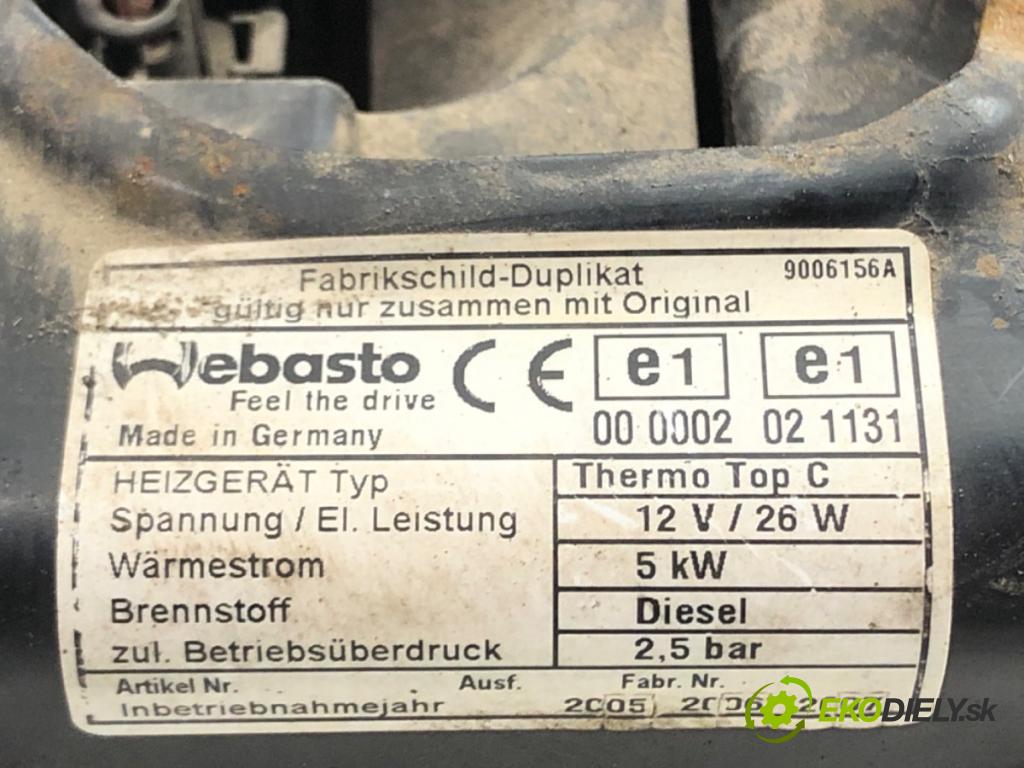 Fabrikschild-Duplikat 9006156A
gültig nur zusammen mit Original
Webasto CE e1 e1
Feel the drive
Made in Germany 00 0002 02 1131
HEIZGERÄT Typ Thermo Top C
Spannung / El. Leistung 12 V / 26 W
Wärmestrom 5 kW
Brennstoff Diesel
zul. Betriebsüberdruck 2,5 bar
Artikel Nr. Ausf. Fabr. Nr.
Inbetriebnahmejahr 2005 2006
EKODIELY.sk